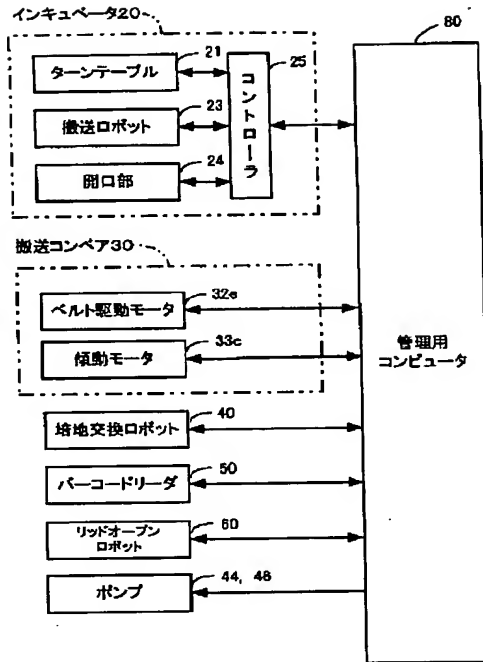 インキュベータ20
ターンテーブル
21
搬送ロボット
23
開口部
24
コントローラ
25
80
搬送コンベア30
ベルト駆動モータ
32e
傾動モータ
33c
管理用
コンピュータ
培地交換ロボット
40
バーコードリーダ
50
リッドオープン
ロボット
60
ポンプ
44, 48